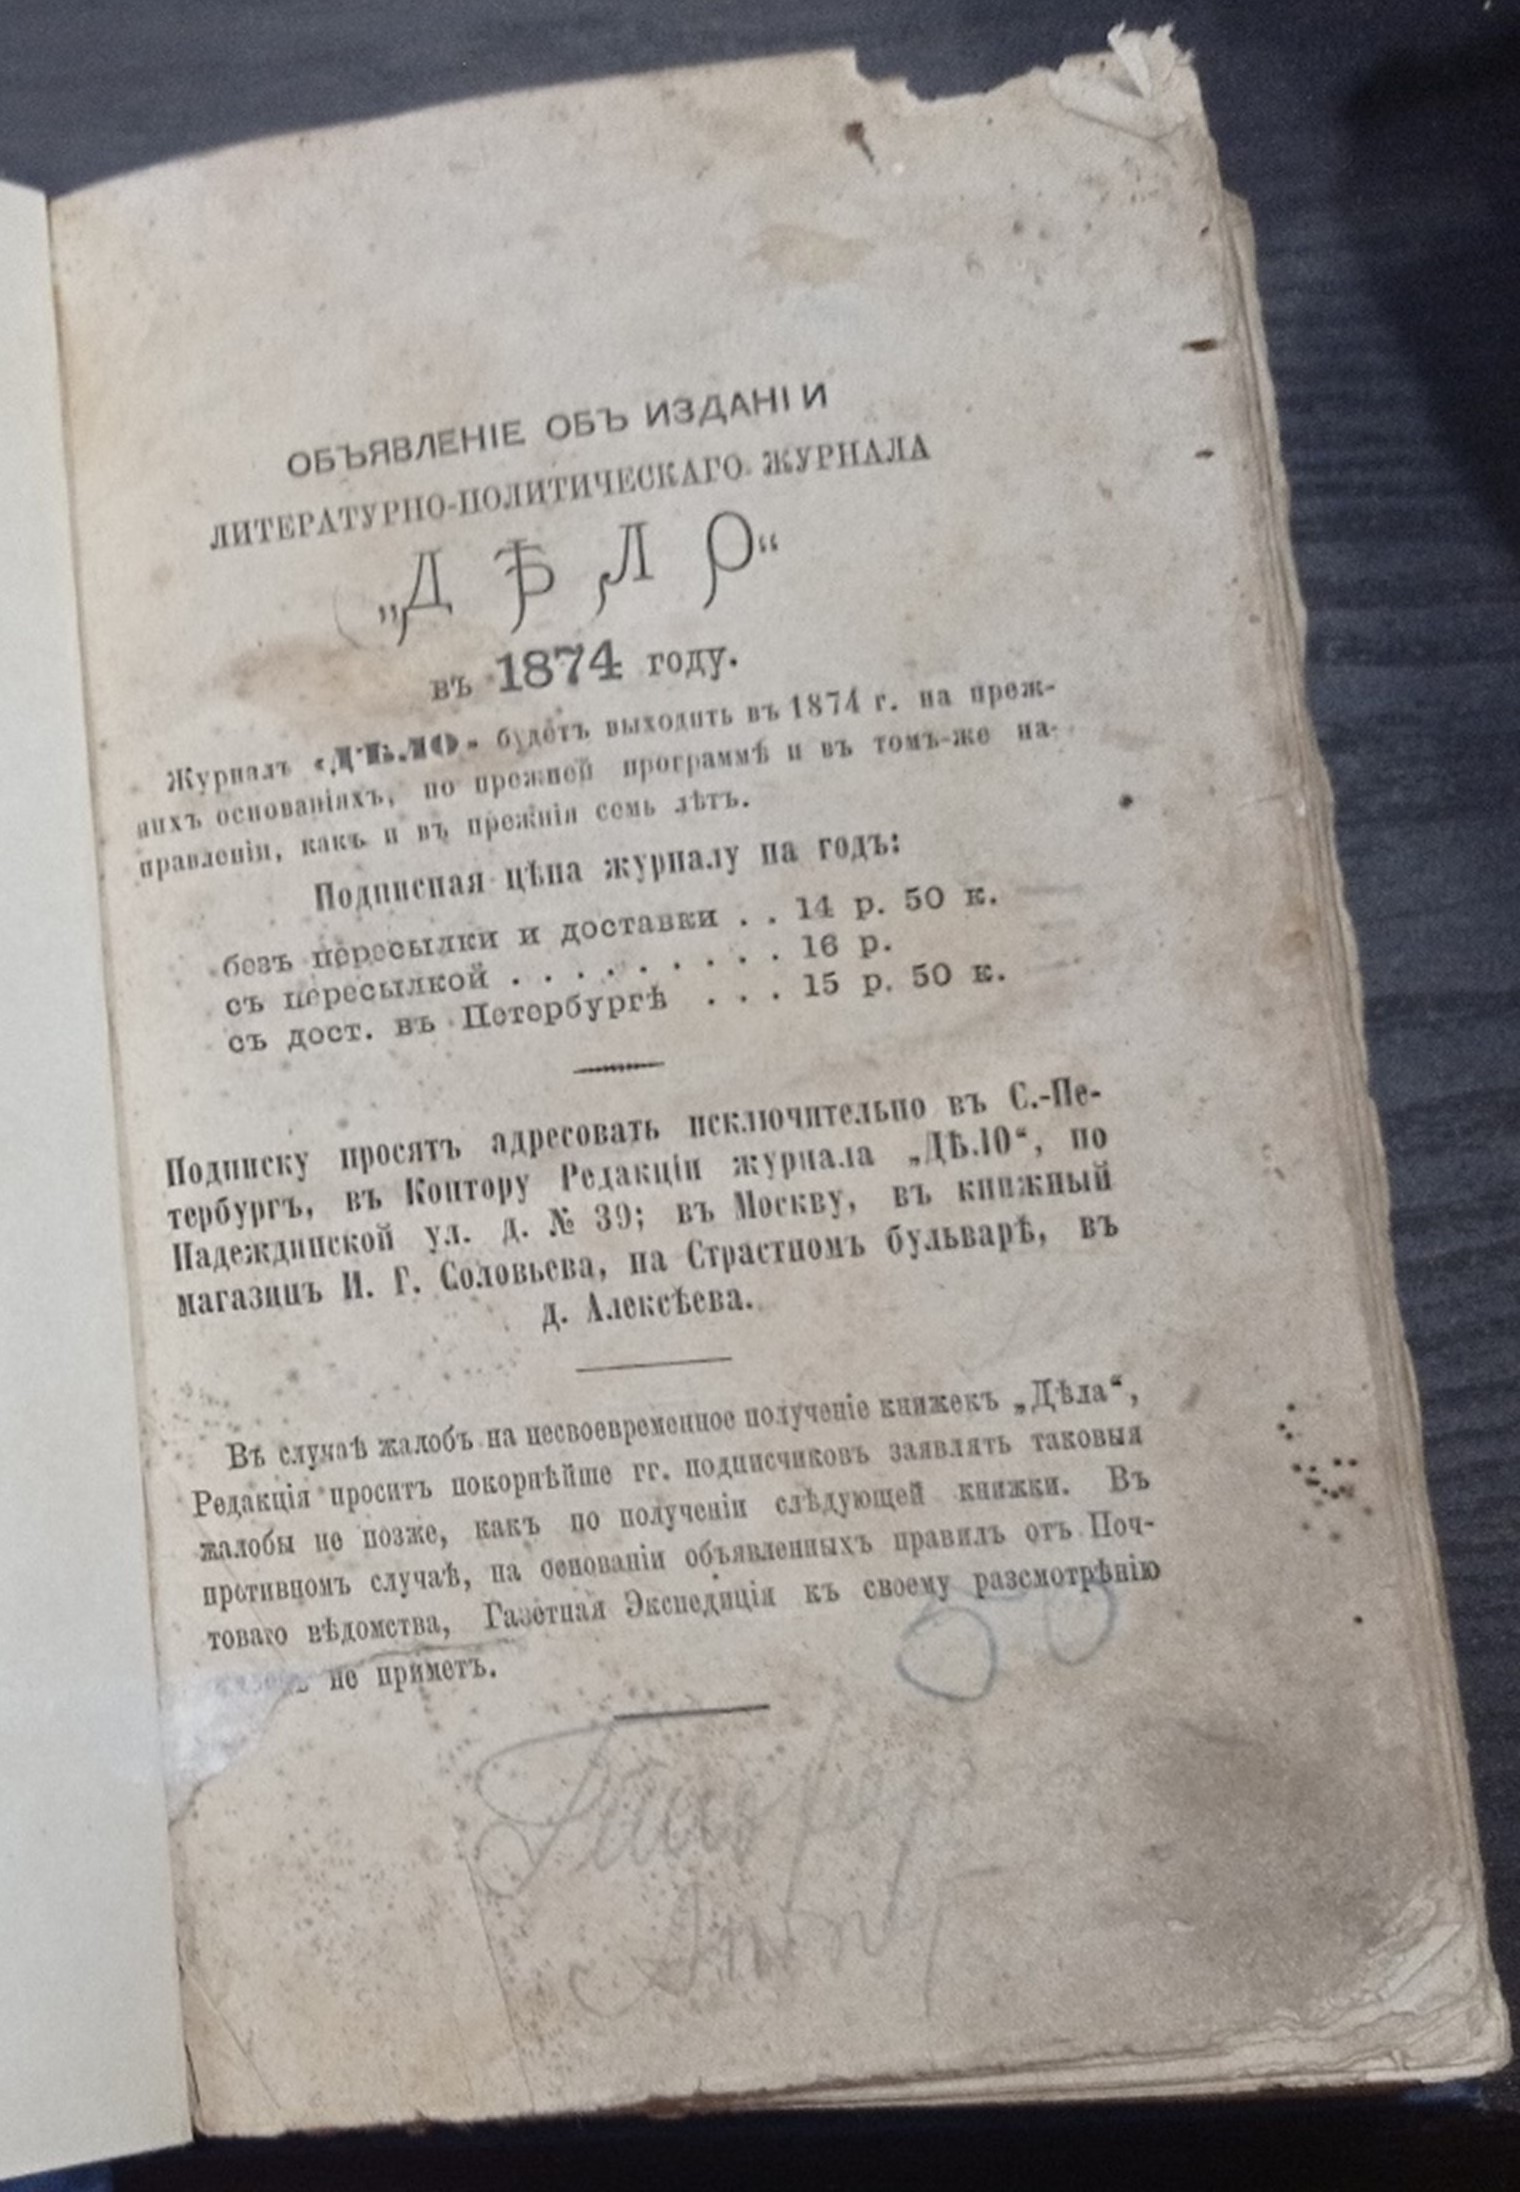 ОБЪЯВЛЕНІЕ ОБЪ ИЗДАНІИ
ЛИТЕРАТУРНО-ПОЛИТИЧЕСКАГО ЖУРНАЛА
„ДѢЛО“
въ 1874 году.
Журналъ «ДѢЛО» будетъ выходить въ 1874 г. на преж-
нихъ основаніяхъ, по прежней программѣ и въ томъ-же на-
правленіи, какъ и въ прежнія семь лѣтъ.
Подписная цѣна журналу на годъ:
безъ пересылки и доставки . . 14 р. 50 к.
съ пересылкой . . . . . . . . . 16 р.
съ дост. въ Петербургѣ . . . 15 р. 50 к.
Подписку просятъ адресовать исключительно въ С.-Пе-
тербургъ, въ Контору Редакціи журнала „ДѢЛО“, по
Надеждинской ул. д. № 39; въ Москву, въ книжный
магазинъ И. Г. Соловьева, на Страстномъ бульварѣ, въ
д. Алексѣева.
Въ случаѣ жалобъ на несвоевременное полученіе книжекъ „Дѣла“,
Редакція проситъ покорнѣйше гг. подписчиковъ заявлять таковыя
жалобы не позже, какъ по полученіи слѣдующей книжки. Въ
противномъ случаѣ, на основаніи объявленныхъ правилъ отъ Поч-
товаго вѣдомства, Газетная Экспедиція къ своему разсмотрѣнію
не приметъ.